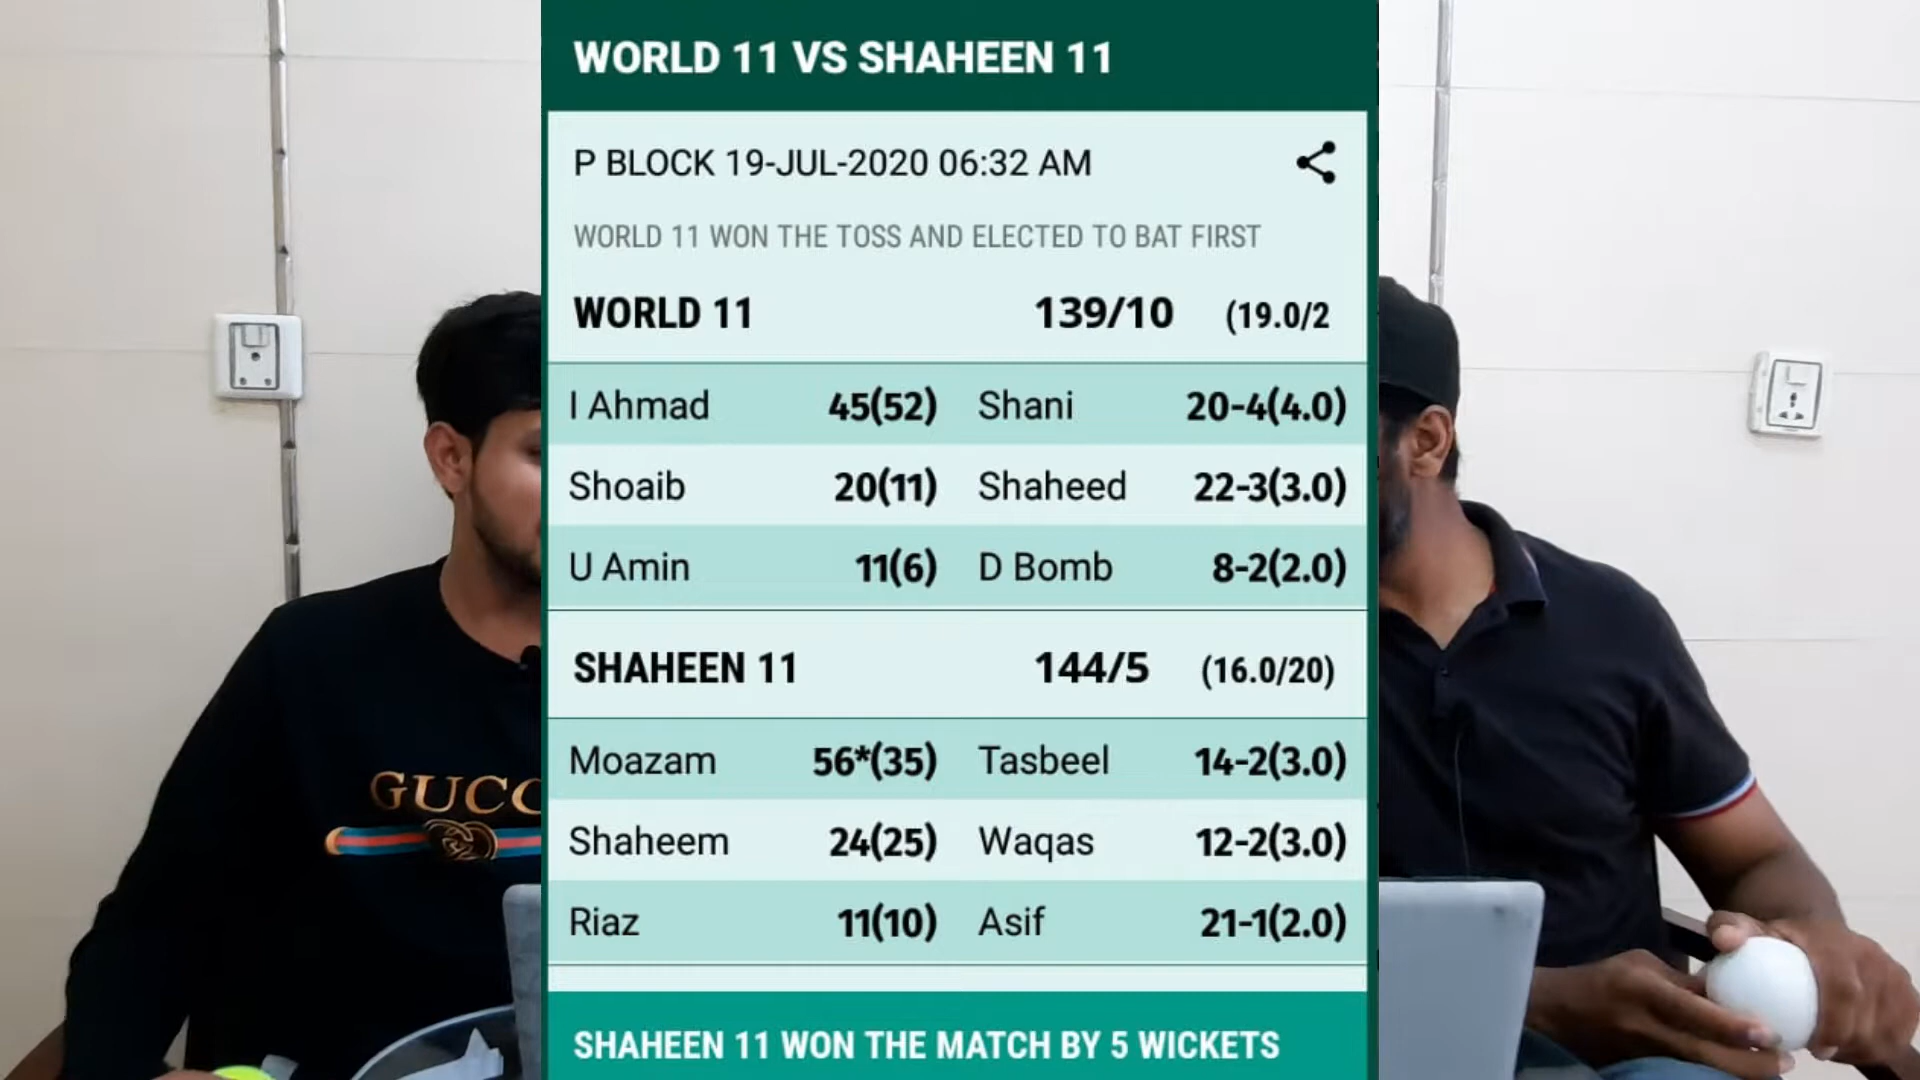 WORLD 11 VS SHAHEEN 11
P BLOCK 19-JUL-2020 06:32 AM
WORLD 11 WON THE TOSS AND ELECTED TO BAT FIRST
WORLD 11 139/10 (19.0/2
I Ahmad 45(52) Shani 20-4(4.0)
Shoaib 20(11) Shaheed 22-3(3.0)
U Amin 11(6) D Bomb 8-2(2.0)
SHAHEEN 11 144/5 (16.0/20)
Moazam 56*(35) Tasbeel 14-2(3.0)
Shaheem 24(25) Waqas 12-2(3.0)
Riaz 11(10) Asif 21-1(2.0)
SHAHEEN 11 WON THE MATCH BY 5 WICKETS
GUCC